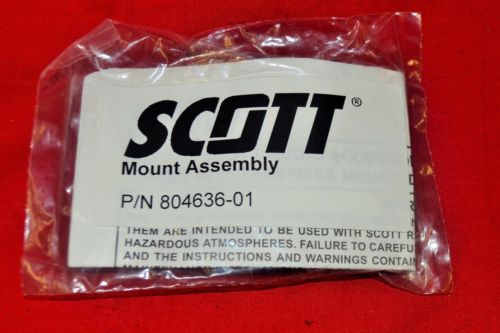 SCOTT®
Mount Assembly
P/N 804636-01
THEM ARE INTENDED TO BE USED WITH SCOTT R
HAZARDOUS ATMOSPHERES. FAILURE TO CAREFU
AND THE INSTRUCTIONS AND WARNINGS CONTAIN